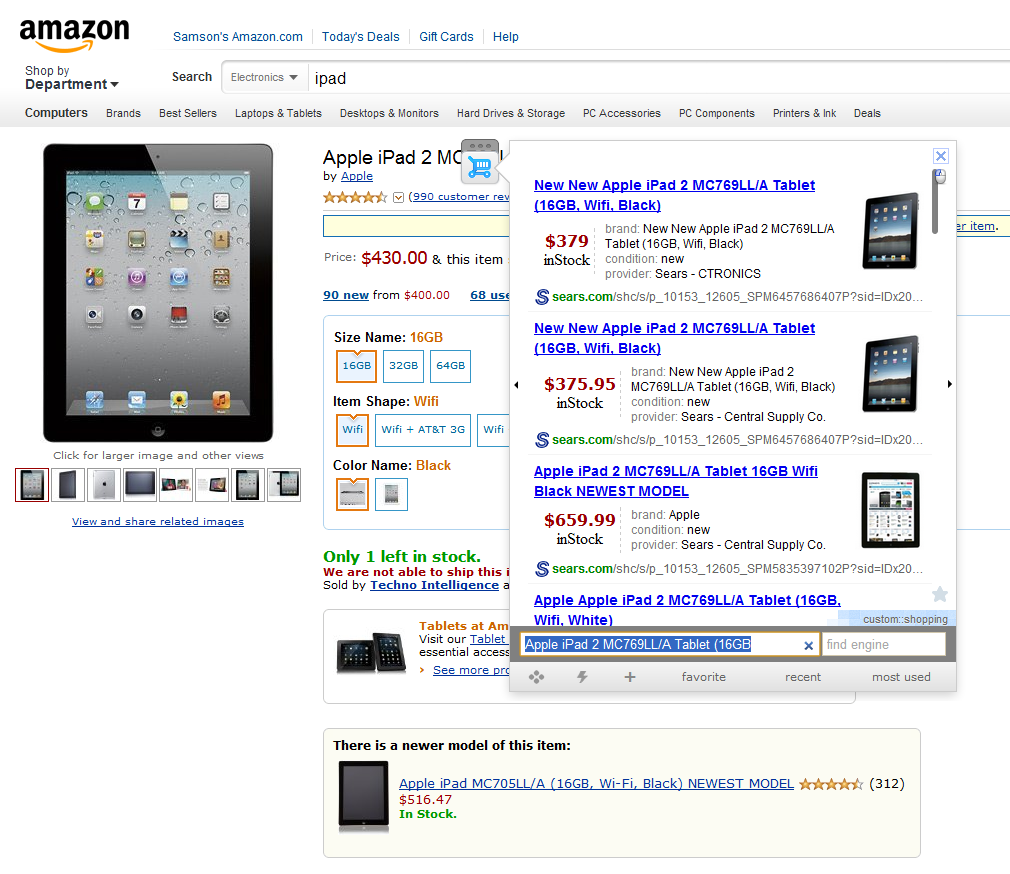 amazon
Samson's Amazon.com Today's Deals Gift Cards Help
Shop by
Department
Search Electronics ipad
Computers Brands Best Sellers Laptops & Tablets Desktops & Monitors Hard Drives & Storage PC Accessories PC Components Printers & Ink Deals
Apple iPad 2 MC
by Apple
(990 customer rev
er item.
Price: $430.00 & this item
90 new from $400.00 68 use
Size Name: 16GB
16GB 32GB 64GB
Item Shape: Wifi
Wifi Wifi + AT&T 3G Wifi
Color Name: Black
Click for larger image and other views
View and share related images
Only 1 left in stock.
We are not able to ship this i
Sold by Techno Intelligence a
Tablets at Am
Visit our Tablet
essential access
› See more pro
New New Apple iPad 2 MC769LL/A Tablet
(16GB, Wifi, Black)
$379
inStock
brand: New New Apple iPad 2 MC769LL/A
Tablet (16GB, Wifi, Black)
condition: new
provider: Sears - CTRONICS
S sears.com/shc/s/p_10153_12605_SPM6457686407P?sid=IDx20...
New New Apple iPad 2 MC769LL/A Tablet
(16GB, Wifi, Black)
$375.95
inStock
brand: New New Apple iPad 2
MC769LL/A Tablet (16GB, Wifi, Black)
condition: new
provider: Sears - Central Supply Co.
S sears.com/shc/s/p_10153_12605_SPM6457686407P?sid=IDx20...
Apple iPad 2 MC769LL/A Tablet 16GB Wifi
Black NEWEST MODEL
$659.99
inStock
brand: Apple
condition: new
provider: Sears - Central Supply Co.
S sears.com/shc/s/p_10153_12605_SPM5835397102P?sid=IDx20...
Apple Apple iPad 2 MC769LL/A Tablet (16GB,
Wifi, White)
custom::shopping
Apple iPad 2 MC769LL/A Tablet (16GB find engine
favorite recent most used
There is a newer model of this item:
Apple iPad MC705LL/A (16GB, Wi-Fi, Black) NEWEST MODEL (312)
$516.47
In Stock.